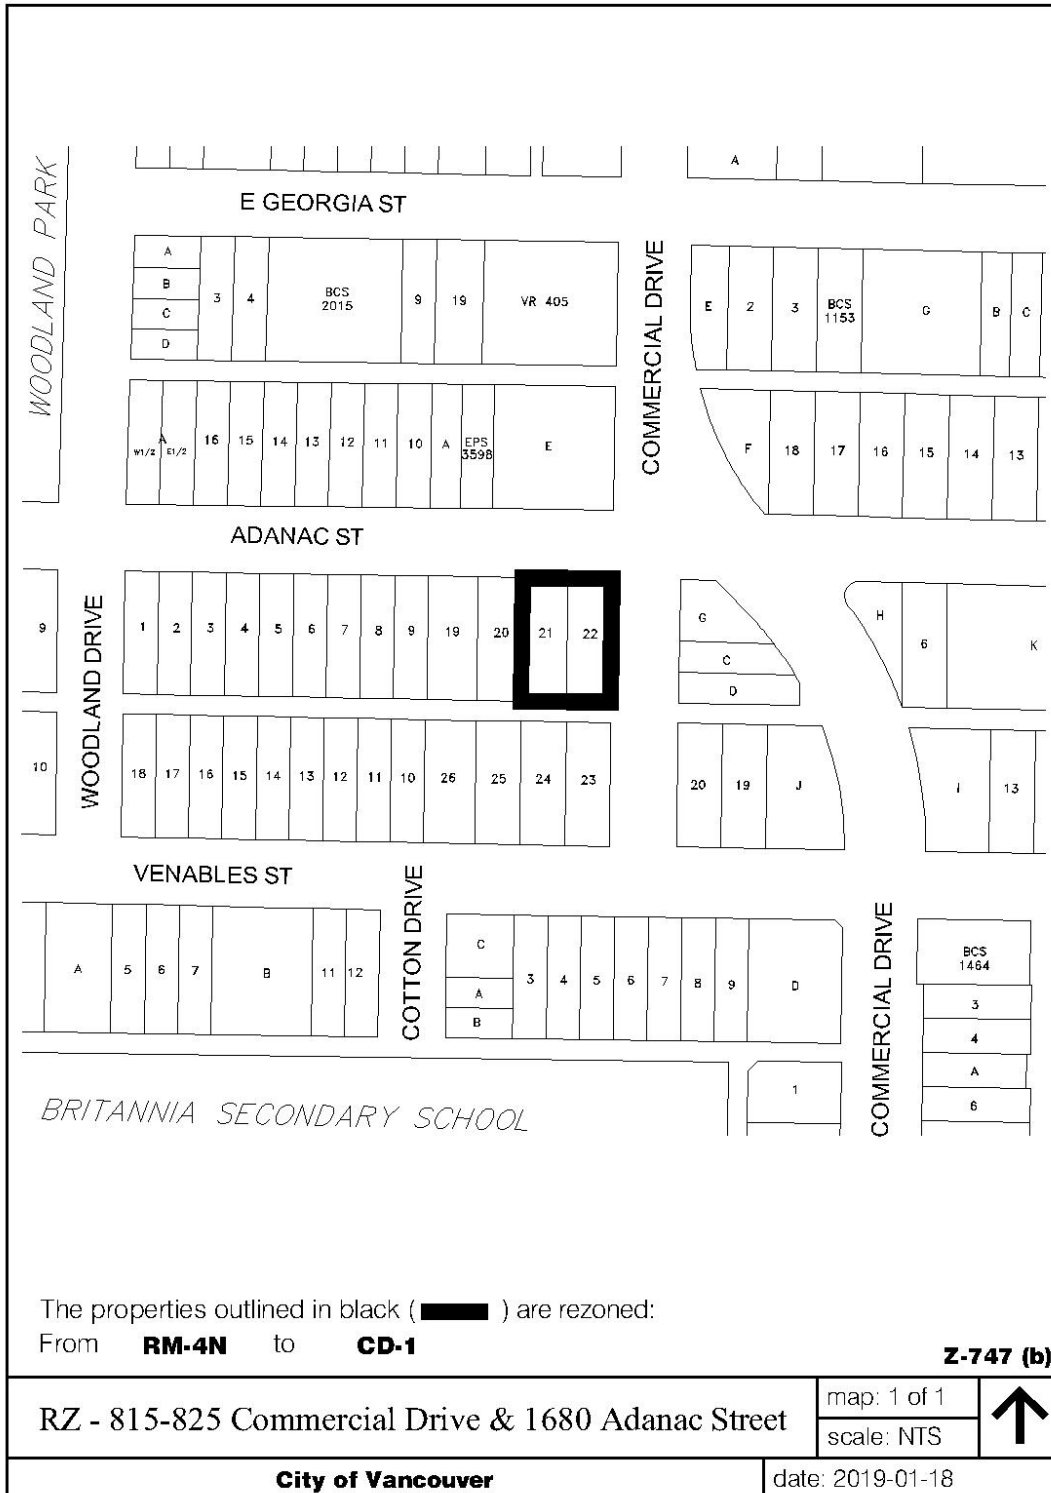 A
E GEORGIA ST
WOODLAND PARK
A
B
C
D
3 4 BCS 2015 9 19 VR 405
COMMERCIAL DRIVE
E 2 3 BCS 1153 G B C
A
W1/2 E1/2 16 15 14 13 12 11 10 A EPS 3598 E
F 18 17 16 15 14 13
ADANAC ST
9
WOODLAND DRIVE
1 2 3 4 5 6 7 8 9 19 20 21 22
G
C
D
H 6 K
10
18 17 16 15 14 13 12 11 10 26 25 24 23
20 19 J
I 13
VENABLES ST
A 5 6 7 B 11 12
COTTON DRIVE
C
A
B
3 4 5 6 7 8 9 D
COMMERCIAL DRIVE
BCS
1464
3
4
A
6
1
BRITANNIA SECONDARY SCHOOL
The properties outlined in black ( ) are rezoned:
From RM-4N to CD-1
Z-747 (b)
RZ - 815-825 Commercial Drive & 1680 Adanac Street
map: 1 of 1
scale: NTS
City of Vancouver
date: 2019-01-18